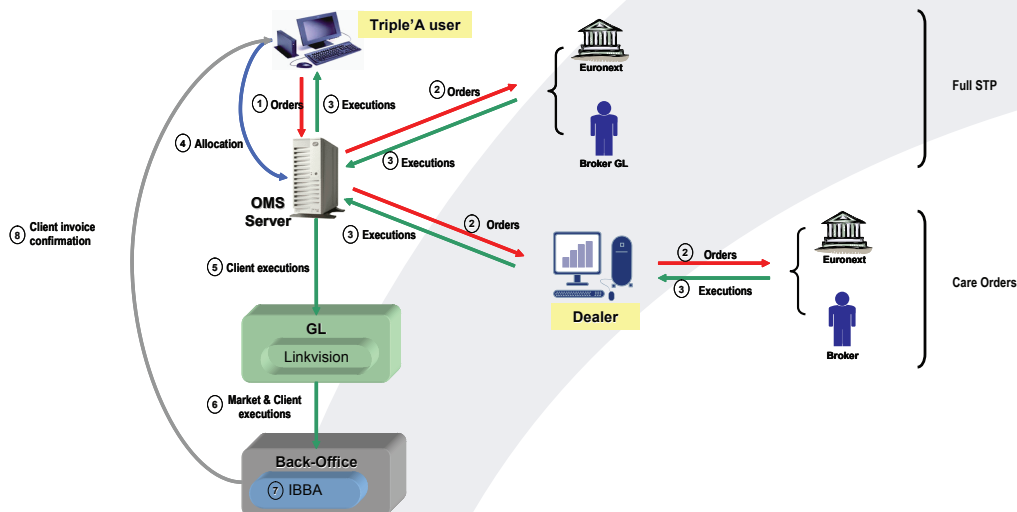 Triple'A user
Euronext
Full STP
① Orders
③ Executions
② Orders
④ Allocation
③ Executions
Broker GL
OMS
Server
⑧ Client invoice
confirmation
② Orders
③ Executions
Euronext
② Orders
⑤ Client executions
③ Executions
Care Orders
Dealer
GL
Linkvision
Broker
⑥ Market & Client
executions
Back-Office
⑦ IBBA